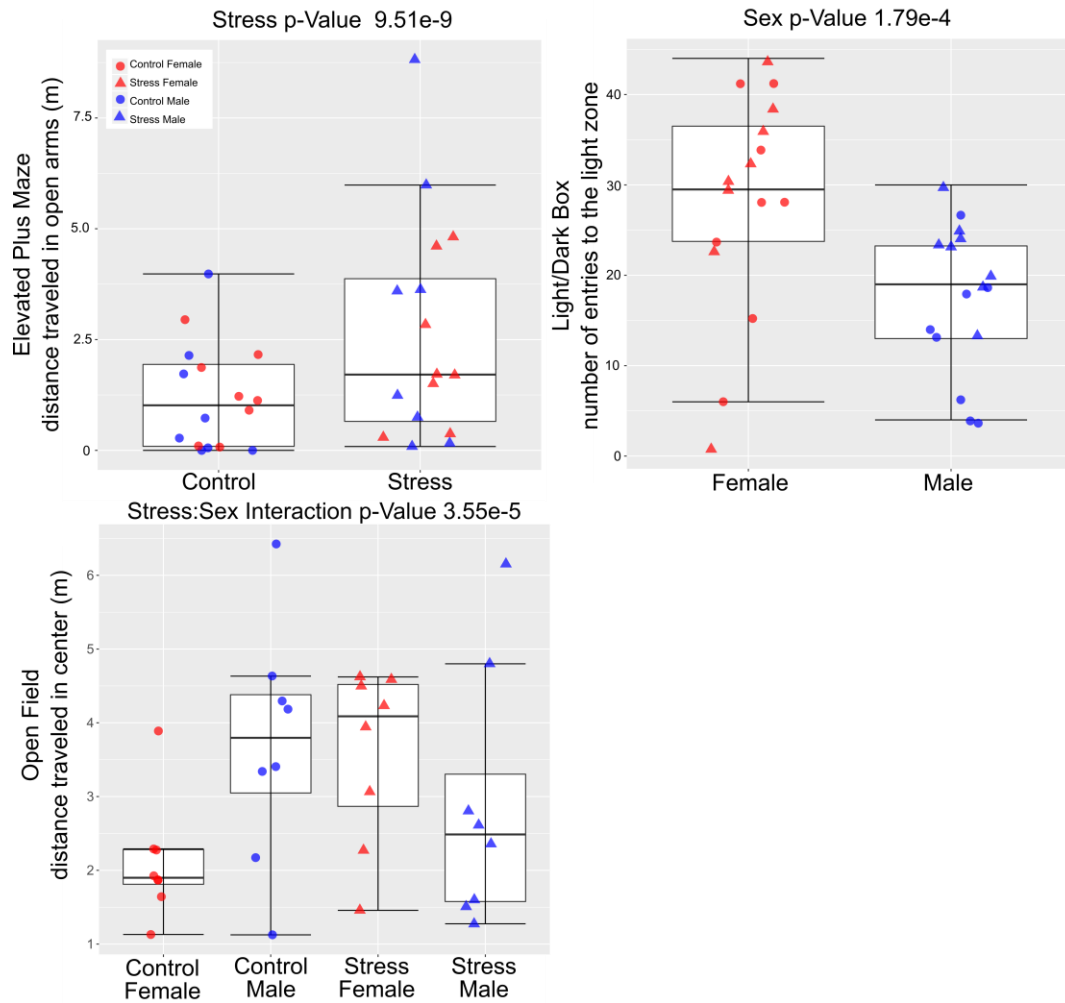 Stress p-Value 9.51e-9
Elevated Plus Maze
distance traveled in open arms (m)
Control Female
Stress Female
Control Male
Stress Male
7.5
5.0
2.5
0
Control
Stress
Sex p-Value 1.79e-4
Light/Dark Box
number of entries to the light zone
40
30
20
10
0
Female
Male
Stress:Sex Interaction p-Value 3.55e-5
Open Field
distance traveled in center (m)
6
5
4
3
2
1
Control
Female
Control
Male
Stress
Female
Stress
Male